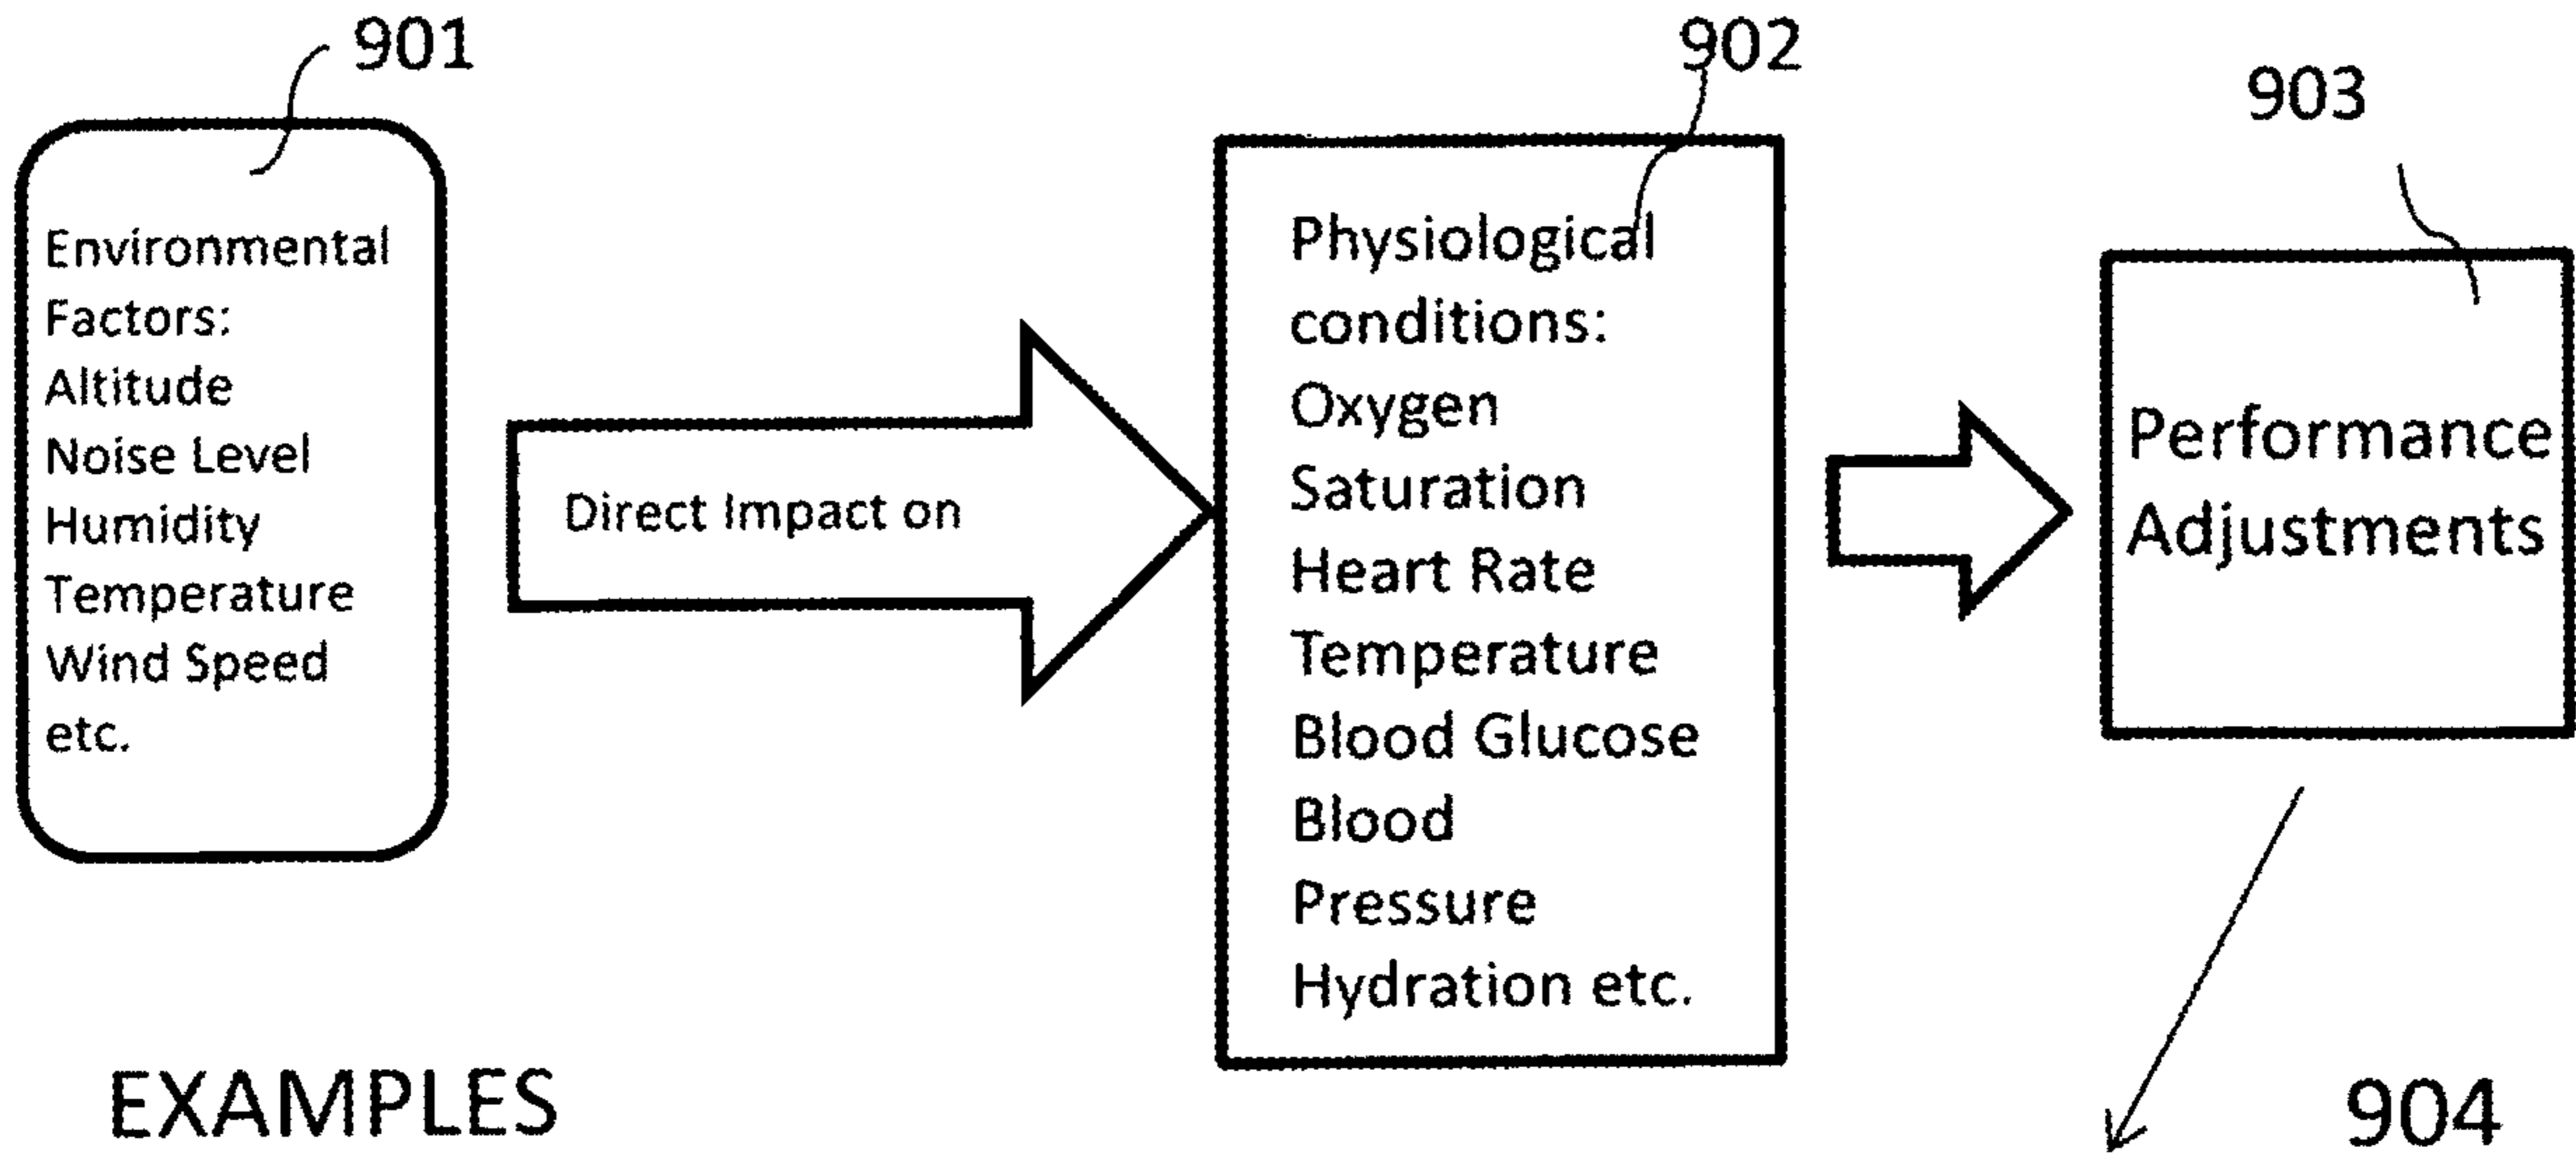 901
Environmental
Factors:
Altitude
Noise Level
Humidity
Temperature
Wind Speed
etc.
Direct Impact on
902
Physiological
conditions:
Oxygen
Saturation
Heart Rate
Temperature
Blood Glucose
Blood
Pressure
Hydration etc.
903
Performance
Adjustments
EXAMPLES
904